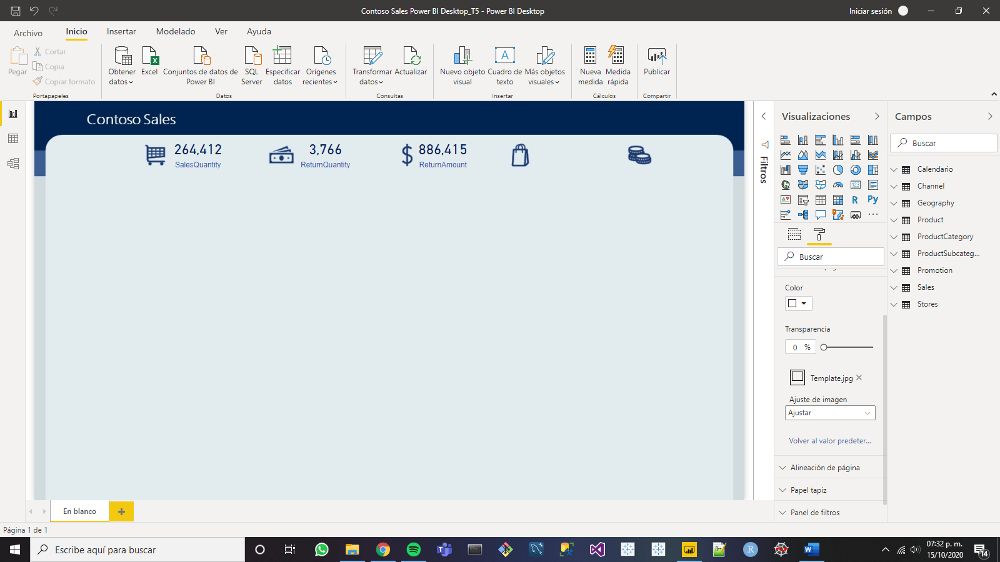 Contoso Sales Power BI Desktop_T5 - Power BI Desktop
Iniciar sesión
Archivo
Inicio
Insertar
Modelado
Ver
Ayuda
Pegar
Cortar
Copia
Copiar formato
Portapapeles
Obtener
datos
Excel
Conjuntos de datos de
Power BI
SQL
Server
Especificar
datos
Orígenes
recientes
Datos
Transformar
datos
Actualizar
Consultas
Nuevo objeto
visual
A
Cuadro de
texto
Más objetos
visuales
Insertar
Nueva
medida
Medida
rápida
Cálculos
Publicar
Compartir
Contoso Sales
264,412
SalesQuantity
3,766
ReturnQuantity
$
886,415
ReturnAmount
Filtros
Visualizaciones
123
R
Py
Buscar
Color
Transparencia
0 %
Template.jpg
Ajuste de imagen
Ajustar
Volver al valor predeter...
Alineación de página
Papel tapiz
Panel de filtros
Campos
Buscar
Calendario
Channel
Geography
Product
ProductCategory
ProductSubcateg...
Promotion
Sales
Stores
En blanco
Página 1 de 1
Escribe aquí para buscar
R
07:32 p. m.
15/10/2020
14